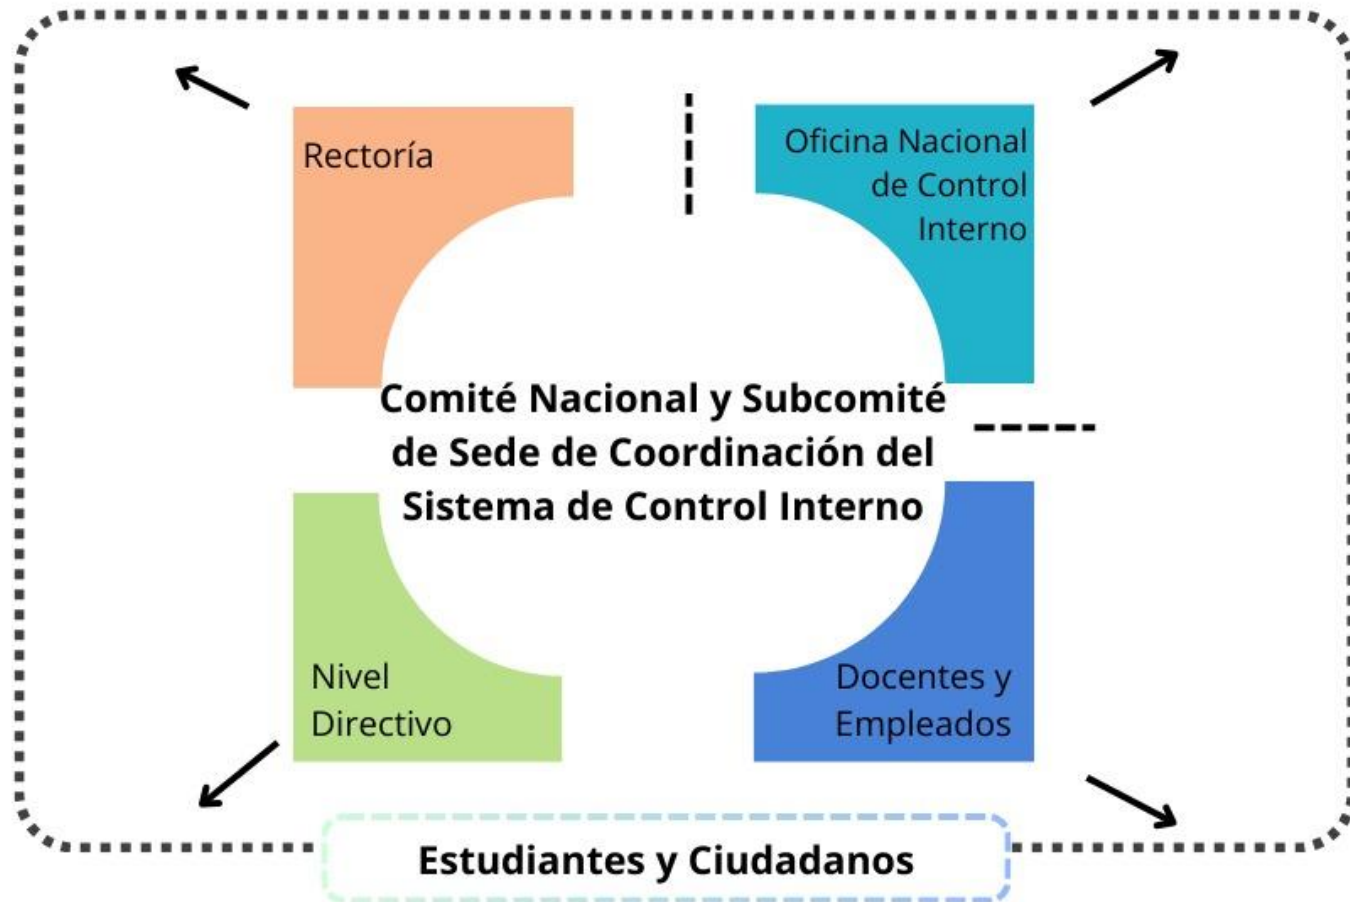 Rectoría
Oficina Nacional
de Control
Interno
Comité Nacional y Subcomité
de Sede de Coordinación del
Sistema de Control Interno
Nivel
Directivo
Docentes y
Empleados
Estudiantes y Ciudadanos